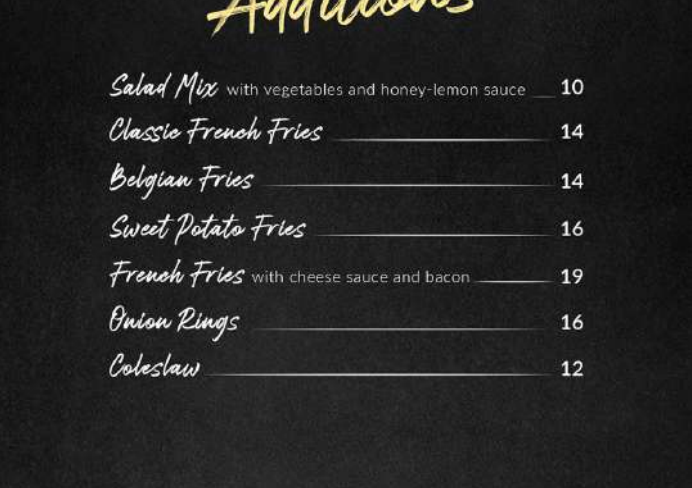 Additions
Salad Mix with vegetables and honey-lemon sauce 10
Classic French Fries 14
Belgian Fries 14
Sweet Potato Fries 16
French Fries with cheese sauce and bacon 19
Onion Rings 16
Coleslaw 12